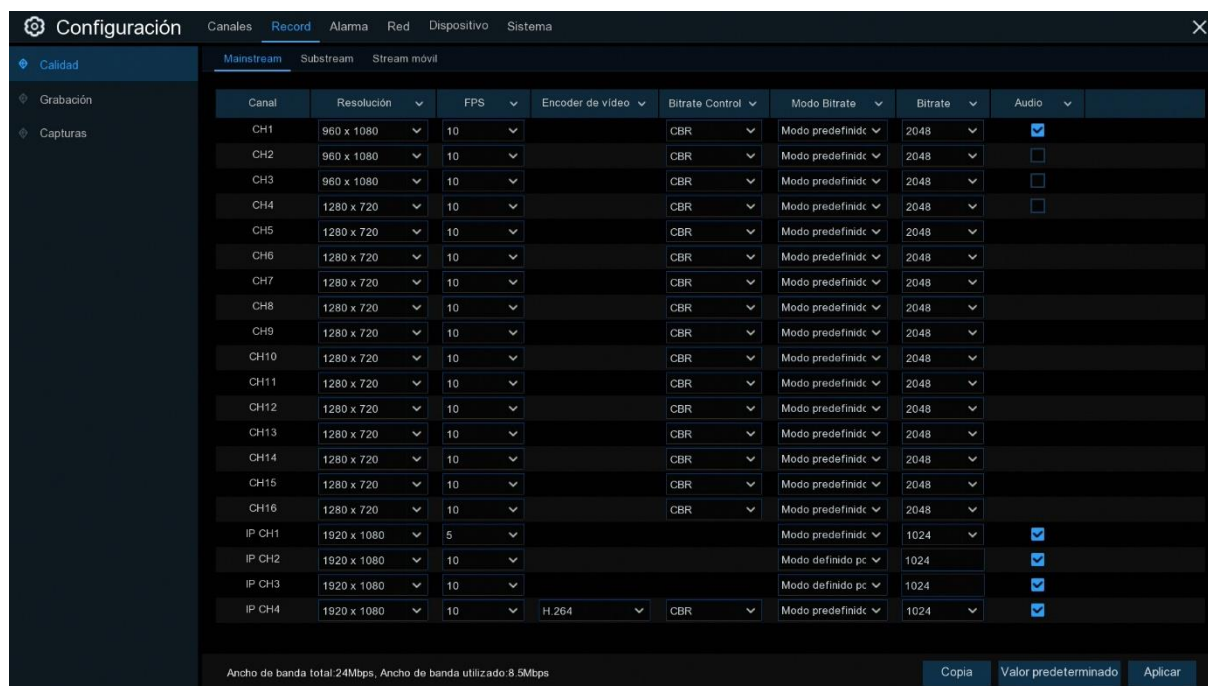 Configuración Canales Record Alarma Red Dispositivo Sistema
Calidad
Grabación
Capturas
Mainstream Substream Stream móvil
Canal Resolución FPS Encoder de vídeo Bitrate Control Modo Bitrate Bitrate Audio
CH1 960 x 1080 10 CBR Modo predefinido 2048
CH2 960 x 1080 10 CBR Modo predefinido 2048
CH3 960 x 1080 10 CBR Modo predefinido 2048
CH4 1280 x 720 10 CBR Modo predefinido 2048
CH5 1280 x 720 10 CBR Modo predefinido 2048
CH6 1280 x 720 10 CBR Modo predefinido 2048
CH7 1280 x 720 10 CBR Modo predefinido 2048
CH8 1280 x 720 10 CBR Modo predefinido 2048
CH9 1280 x 720 10 CBR Modo predefinido 2048
CH10 1280 x 720 10 CBR Modo predefinido 2048
CH11 1280 x 720 10 CBR Modo predefinido 2048
CH12 1280 x 720 10 CBR Modo predefinido 2048
CH13 1280 x 720 10 CBR Modo predefinido 2048
CH14 1280 x 720 10 CBR Modo predefinido 2048
CH15 1280 x 720 10 CBR Modo predefinido 2048
CH16 1280 x 720 10 CBR Modo predefinido 2048
IP CH1 1920 x 1080 5 Modo predefinido 1024
IP CH2 1920 x 1080 10 Modo definido pc 1024
IP CH3 1920 x 1080 10 Modo definido pc 1024
IP CH4 1920 x 1080 10 H.264 CBR Modo predefinido 1024
Ancho de banda total:24Mbps, Ancho de banda utilizado:8.5Mbps Copia Valor predeterminado Aplicar